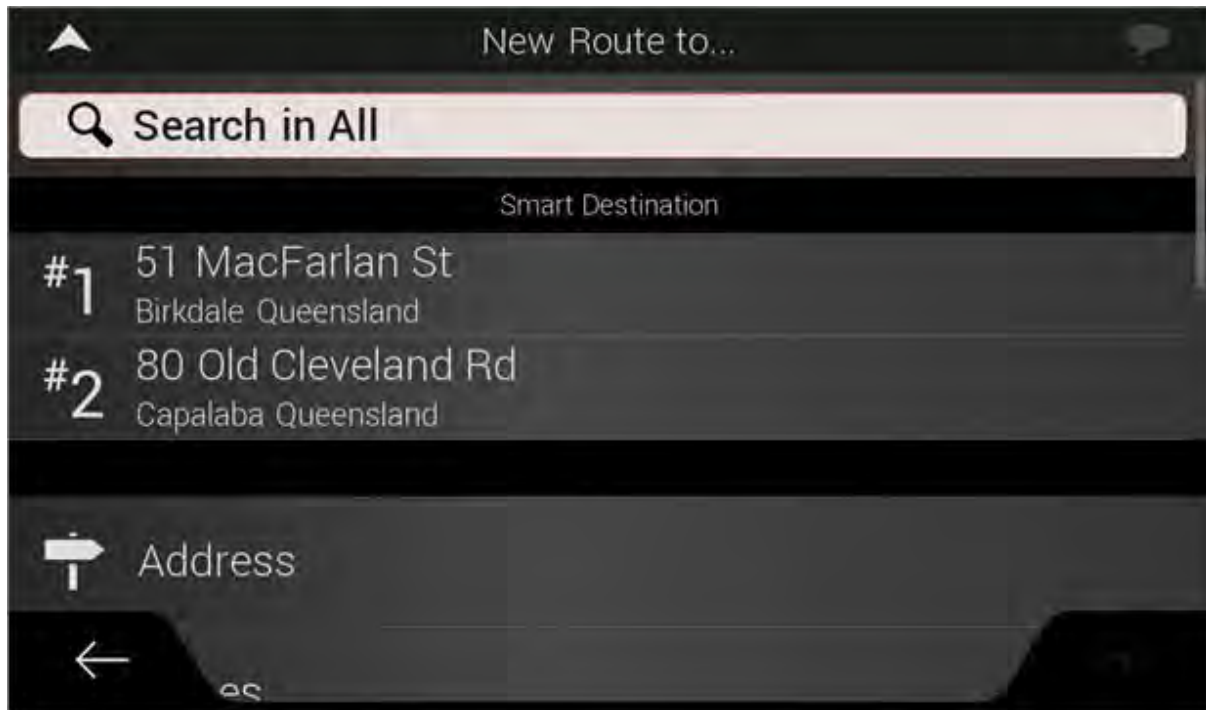 New Route to...
Search in All
Smart Destination
#1 51 MacFarlan St
Birkdale Queensland
#2 80 Old Cleveland Rd
Capalaba Queensland
Address